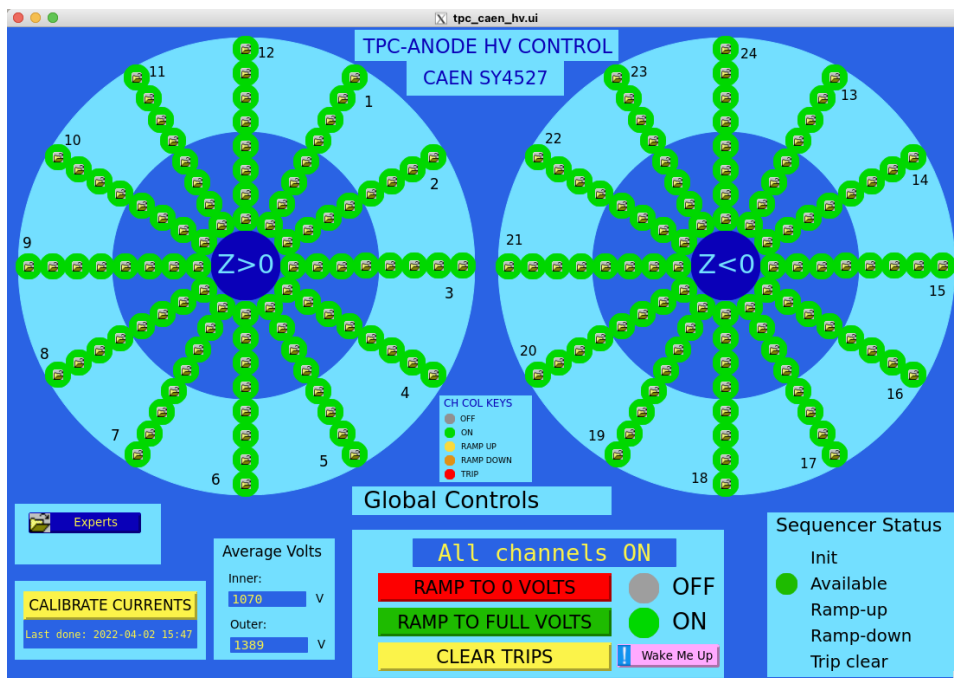 tpc_caen_hv.ui
TPC-ANODE HV CONTROL
CAEN SY4527
12
11
1
10
2
9
3
8
4
7
5
6
Z>0
24
23
13
22
14
21
15
20
16
19
17
18
Z<0
CH COL KEYS
OFF
ON
RAMP UP
RAMP DOWN
TRIP
Global Controls
Experts
CALIBRATE CURRENTS
Last done: 2022-04-02 15:47
Average Volts
Inner:
1070 V
Outer:
1389 V
All channels ON
RAMP TO 0 VOLTS OFF
RAMP TO FULL VOLTS ON
CLEAR TRIPS ! Wake Me Up
Sequencer Status
Init
Available
Ramp-up
Ramp-down
Trip clear